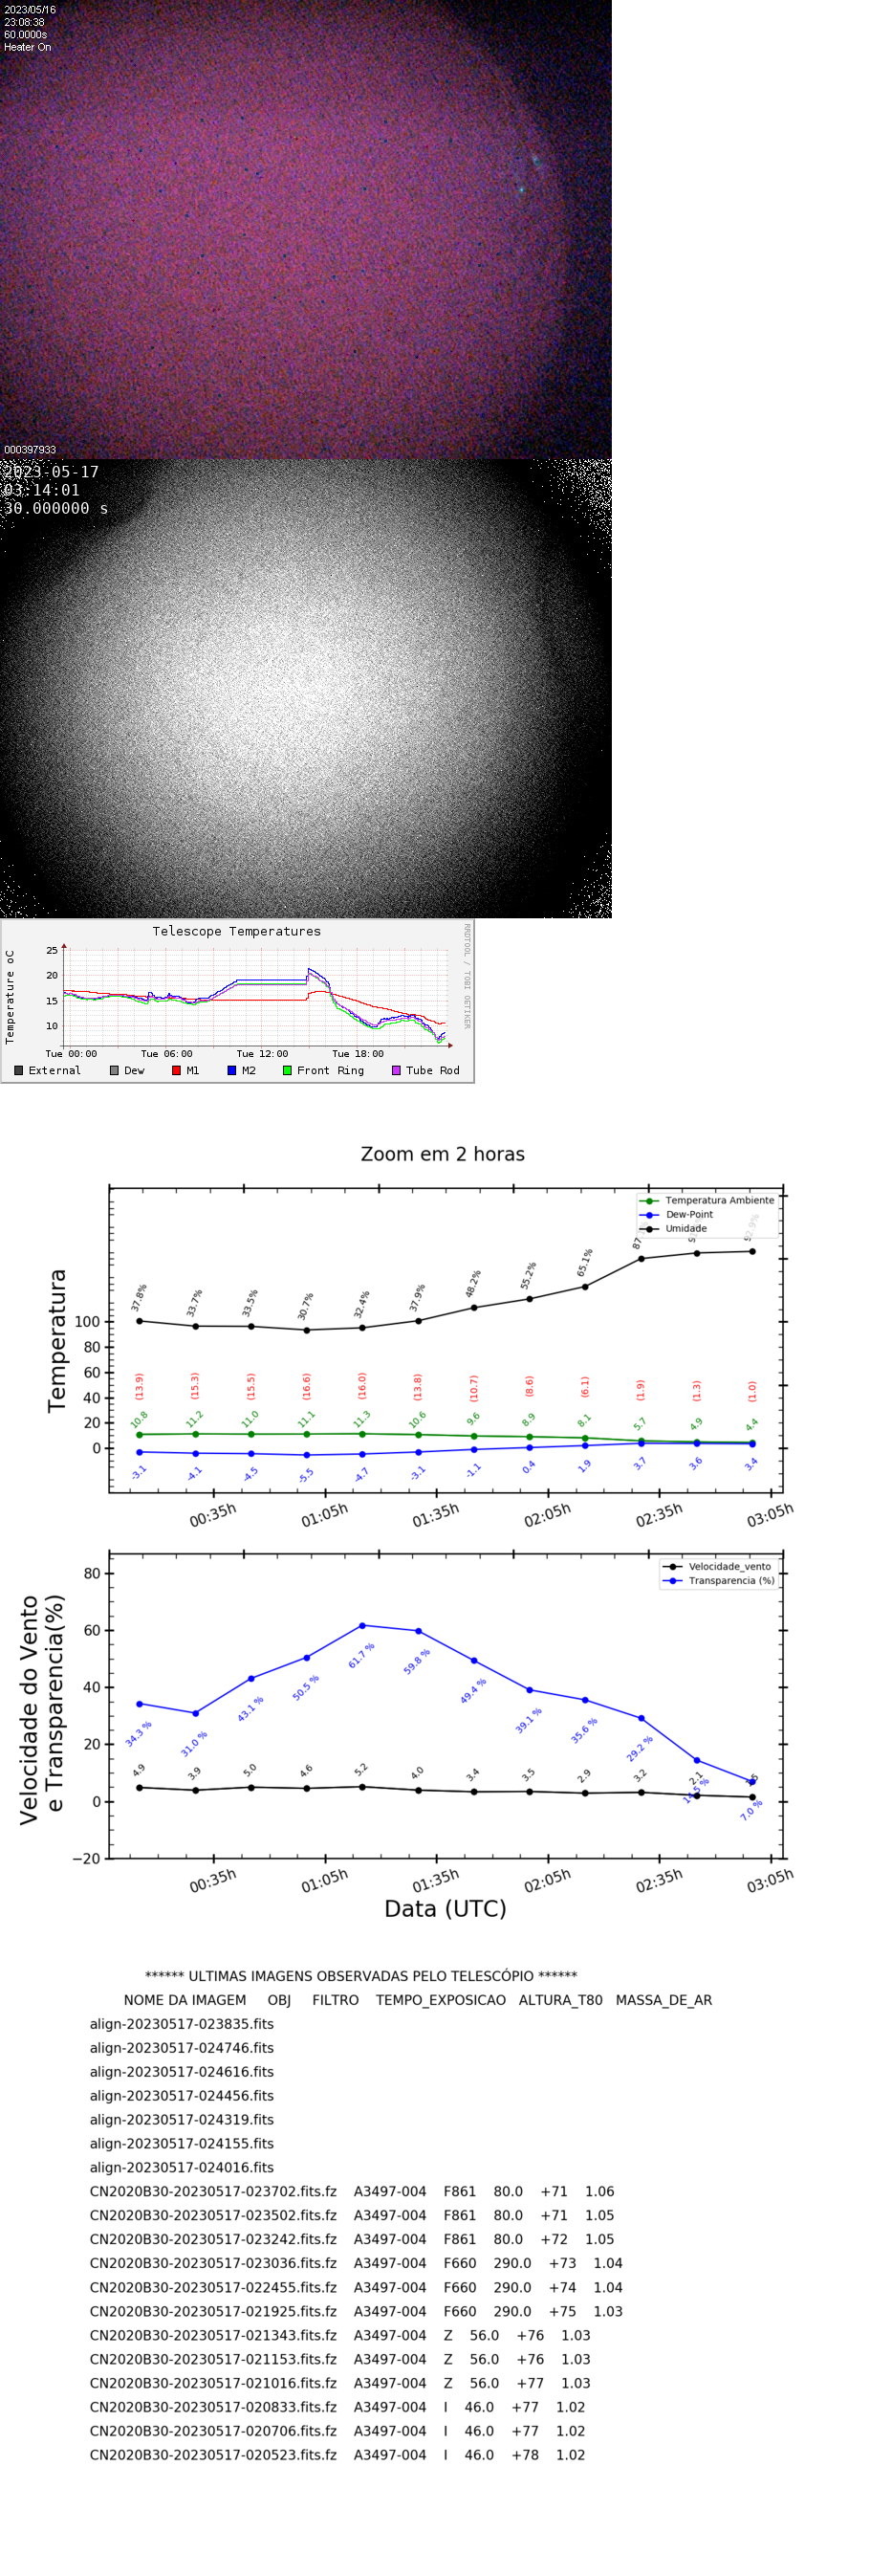 2023/05/16
23:08:38
60.0000s
Heater On
000397933
2023-05-17
03:14:01
30.000000 s
Telescope Temperatures
RRDTOOL / TOBI OETIKER
Temperature oC
25
20
15
10
Tue 00:00 Tue 06:00 Tue 12:00 Tue 18:00
External Dew M1 M2 Front Ring Tube Rod
Zoom em 2 horas
Temperatura Ambiente
Dew-Point
Umidade
Temperatura
100
80
60
40
20
0
37.8% 33.7% 33.5% 30.7% 32.4% 37.9% 48.2% 55.2% 65.1%
(13.9) (15.3) (15.5) (16.6) (16.0) (13.8) (10.7) (8.6) (6.1) (1.9) (1.3) (1.0)
10.8 11.2 11.0 11.1 11.3 10.6 9.6 8.9 8.1 5.7 4.9 4.4
-3.1 -4.1 -4.5 -5.5 -4.7 -3.1 -1.1 0.4 1.9 3.7 3.6 3.4
00:35h 01:05h 01:35h 02:05h 02:35h 03:05h
Velocidade_vento
Transparencia (%)
Velocidade do Vento
e Transparencia(%)
80
60
40
20
0
−20
34.3 % 31.0 % 43.1 % 50.5 % 61.7 % 59.8 % 49.4 % 39.1 % 35.6 % 29.2 % 7.0 %
4.9 3.9 5.0 4.6 5.2 4.0 3.4 3.5 2.9 3.2 2.1
00:35h 01:05h 01:35h 02:05h 02:35h 03:05h
Data (UTC)
****** ULTIMAS IMAGENS OBSERVADAS PELO TELESCÓPIO ******
NOME DA IMAGEM OBJ FILTRO TEMPO_EXPOSICAO ALTURA_T80 MASSA_DE_AR
align-20230517-023835.fits
align-20230517-024746.fits
align-20230517-024616.fits
align-20230517-024456.fits
align-20230517-024319.fits
align-20230517-024155.fits
align-20230517-024016.fits
CN2020B30-20230517-023702.fits.fz A3497-004 F861 80.0 +71 1.06
CN2020B30-20230517-023502.fits.fz A3497-004 F861 80.0 +71 1.05
CN2020B30-20230517-023242.fits.fz A3497-004 F861 80.0 +72 1.05
CN2020B30-20230517-023036.fits.fz A3497-004 F660 290.0 +73 1.04
CN2020B30-20230517-022455.fits.fz A3497-004 F660 290.0 +74 1.04
CN2020B30-20230517-021925.fits.fz A3497-004 F660 290.0 +75 1.03
CN2020B30-20230517-021343.fits.fz A3497-004 Z 56.0 +76 1.03
CN2020B30-20230517-021153.fits.fz A3497-004 Z 56.0 +76 1.03
CN2020B30-20230517-021016.fits.fz A3497-004 Z 56.0 +77 1.03
CN2020B30-20230517-020833.fits.fz A3497-004 I 46.0 +77 1.02
CN2020B30-20230517-020706.fits.fz A3497-004 I 46.0 +77 1.02
CN2020B30-20230517-020523.fits.fz A3497-004 I 46.0 +78 1.02